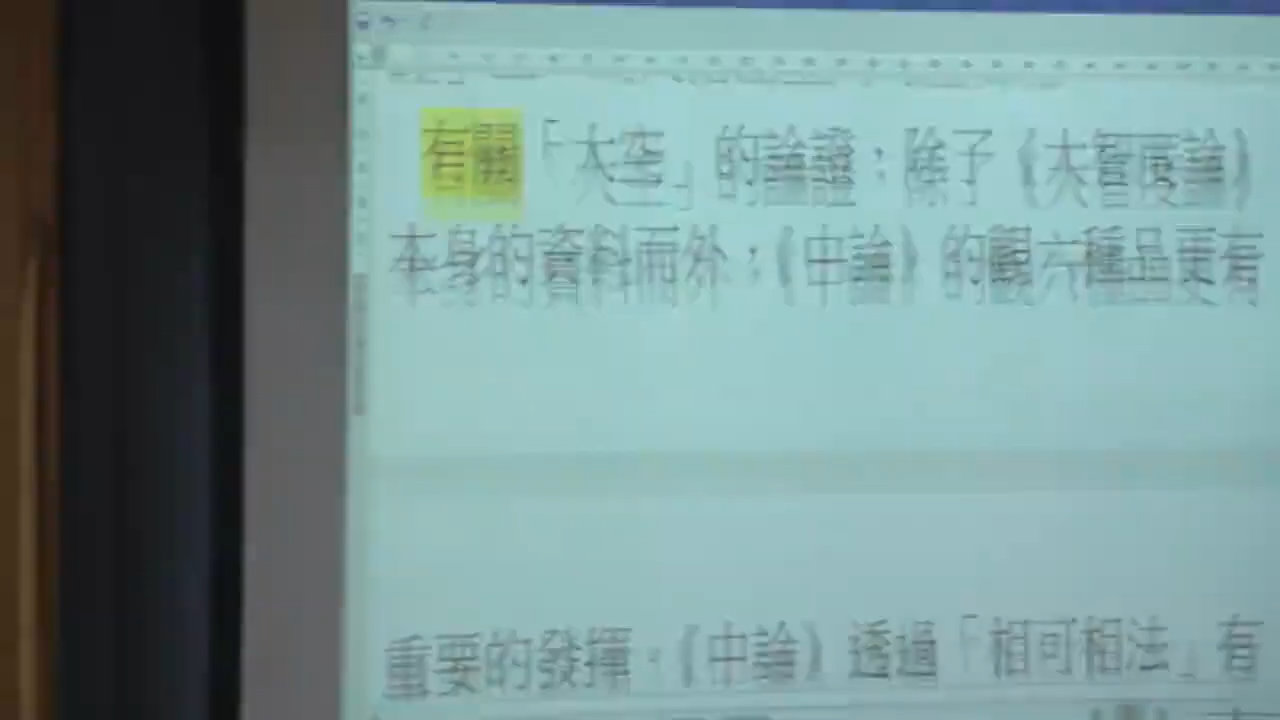 有關「大空」的論證，除了《大智度論》
本身的資料而外，《中論》的觀六種品更有
重要的發揮。《中論》透過「相可相法」有